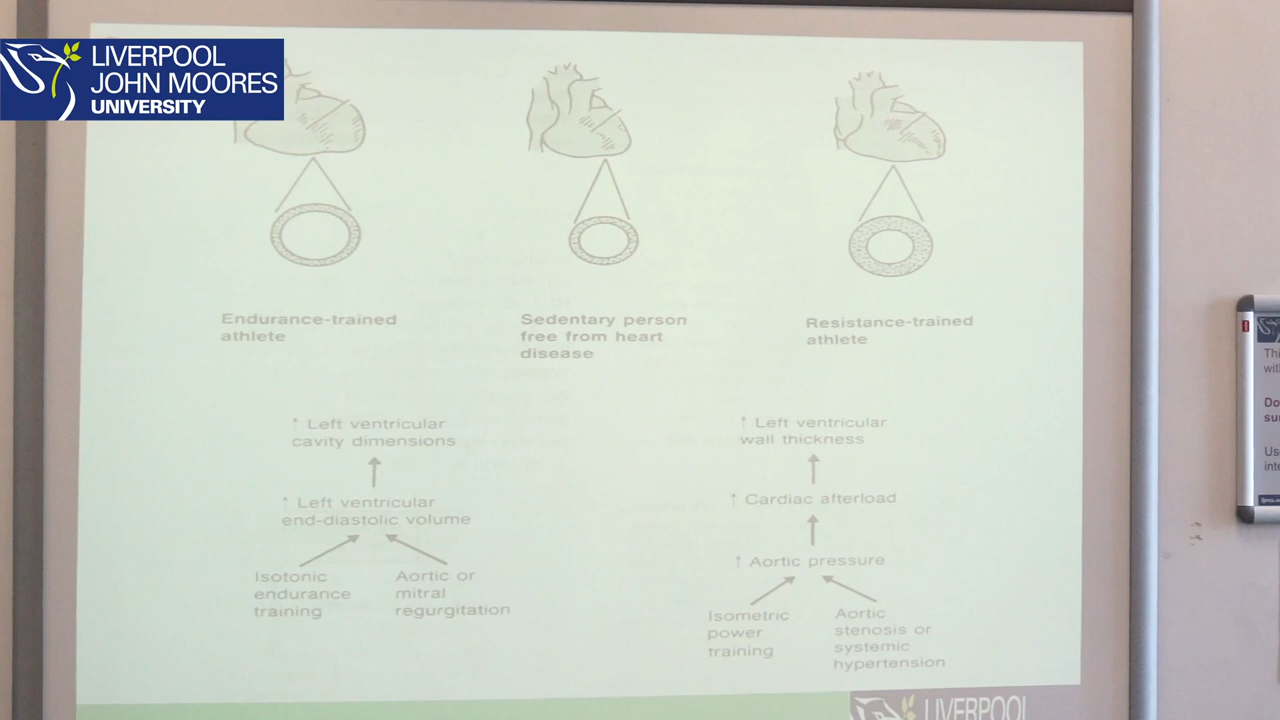 LIVERPOOL
JOHN MOORES
UNIVERSITY
Endurance-trained
athlete
Sedentary person
free from heart
disease
Resistance-trained
athlete
↑ Left ventricular
cavity dimensions
↑ Left ventricular
end-diastolic volume
Isotonic
endurance
training
Aortic or
mitral
regurgitation
↑ Left ventricular
wall thickness
↑ Cardiac afterload
↑ Aortic pressure
Isometric
power
training
Aortic
stenosis or
systemic
hypertension
LIVERPOOL